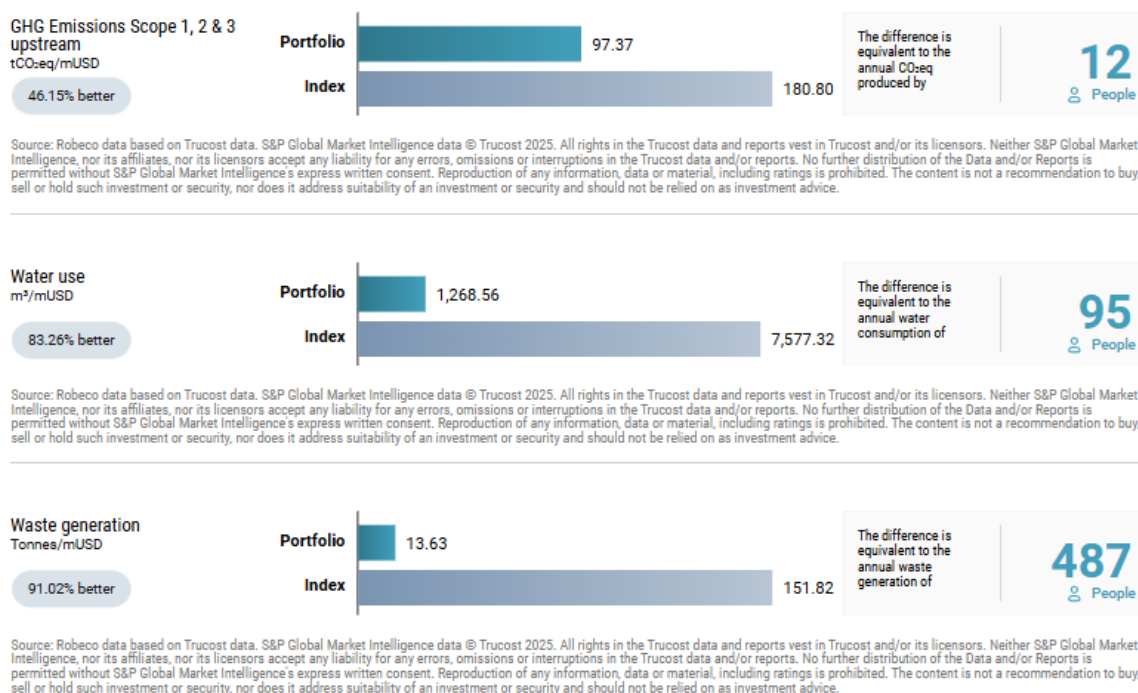 GHG Emissions Scope 1, 2 & 3
upstream
tCO₂eq/mUSD
46.15% better
Portfolio
97.37
Index
180.80
The difference is
equivalent to the
annual CO₂eq
produced by
12
People
Source: Robeco data based on Trucost data. S&P Global Market Intelligence data © Trucost 2025. All rights in the Trucost data and reports vest in Trucost and/or its licensors. Neither S&P Global Market
Intelligence, nor its affiliates, nor its licensors accept any liability for any errors, omissions or interruptions in the Trucost data and/or reports. No further distribution of the Data and/or Reports is
permitted without S&P Global Market Intelligence's express written consent. Reproduction of any information, data or material, including ratings is prohibited. The content is not a recommendation to buy,
sell or hold such investment or security, nor does it address suitability of an investment or security and should not be relied on as investment advice.
Water use
m³/mUSD
83.26% better
Portfolio
1,268.56
Index
7,577.32
The difference is
equivalent to the
annual water
consumption of
95
People
Source: Robeco data based on Trucost data. S&P Global Market Intelligence data © Trucost 2025. All rights in the Trucost data and reports vest in Trucost and/or its licensors. Neither S&P Global Market
Intelligence, nor its affiliates, nor its licensors accept any liability for any errors, omissions or interruptions in the Trucost data and/or reports. No further distribution of the Data and/or Reports is
permitted without S&P Global Market Intelligence's express written consent. Reproduction of any information, data or material, including ratings is prohibited. The content is not a recommendation to buy,
sell or hold such investment or security, nor does it address suitability of an investment or security and should not be relied on as investment advice.
Waste generation
Tonnes/mUSD
91.02% better
Portfolio
13.63
Index
151.82
The difference is
equivalent to the
annual waste
generation of
487
People
Source: Robeco data based on Trucost data. S&P Global Market Intelligence data © Trucost 2025. All rights in the Trucost data and reports vest in Trucost and/or its licensors. Neither S&P Global Market
Intelligence, nor its affiliates, nor its licensors accept any liability for any errors, omissions or interruptions in the Trucost data and/or reports. No further distribution of the Data and/or Reports is
permitted without S&P Global Market Intelligence's express written consent. Reproduction of any information, data or material, including ratings is prohibited. The content is not a recommendation to buy,
sell or hold such investment or security, nor does it address suitability of an investment or security and should not be relied on as investment advice.